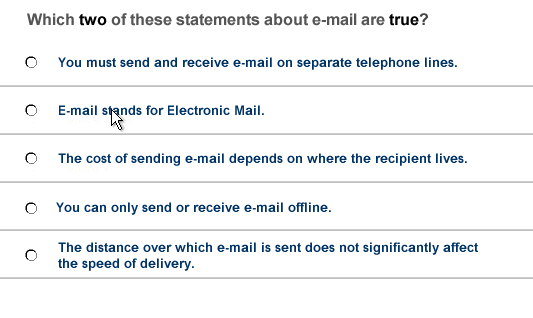 Which two of these statements about e-mail are true?
You must send and receive e-mail on separate telephone lines.
E-mail stands for Electronic Mail.
The cost of sending e-mail depends on where the recipient lives.
You can only send or receive e-mail offline.
The distance over which e-mail is sent does not significantly affect
the speed of delivery.